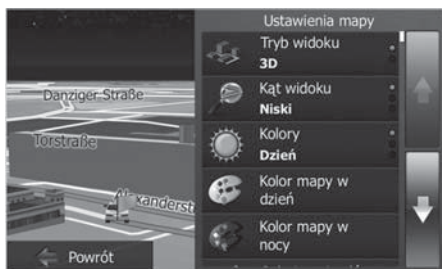 Ustawienia mapy
Tryb widoku
3D
Kąt widoku
Niski
Kolory
Dzień
Kolor mapy w
dzień
Kolor mapy w
nocy
Danziger Straße
Torstraße
Alexanderst
Powrót